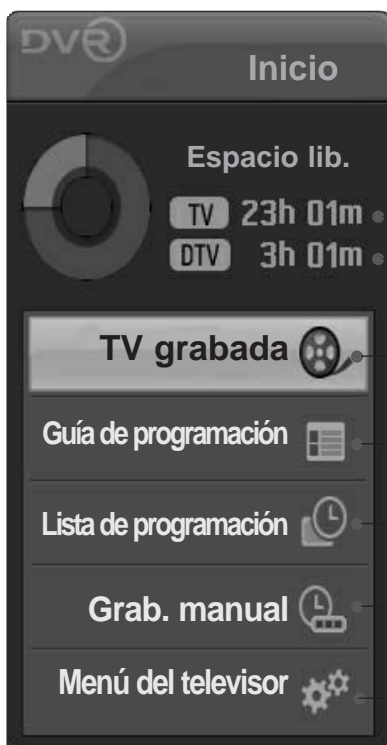 DVR
Inicio
Espacio lib.
TV 23h 01m
DTV 3h 01m
TV grabada
Guía de programación
Lista de programación
Grab. manual
Menú del televisor